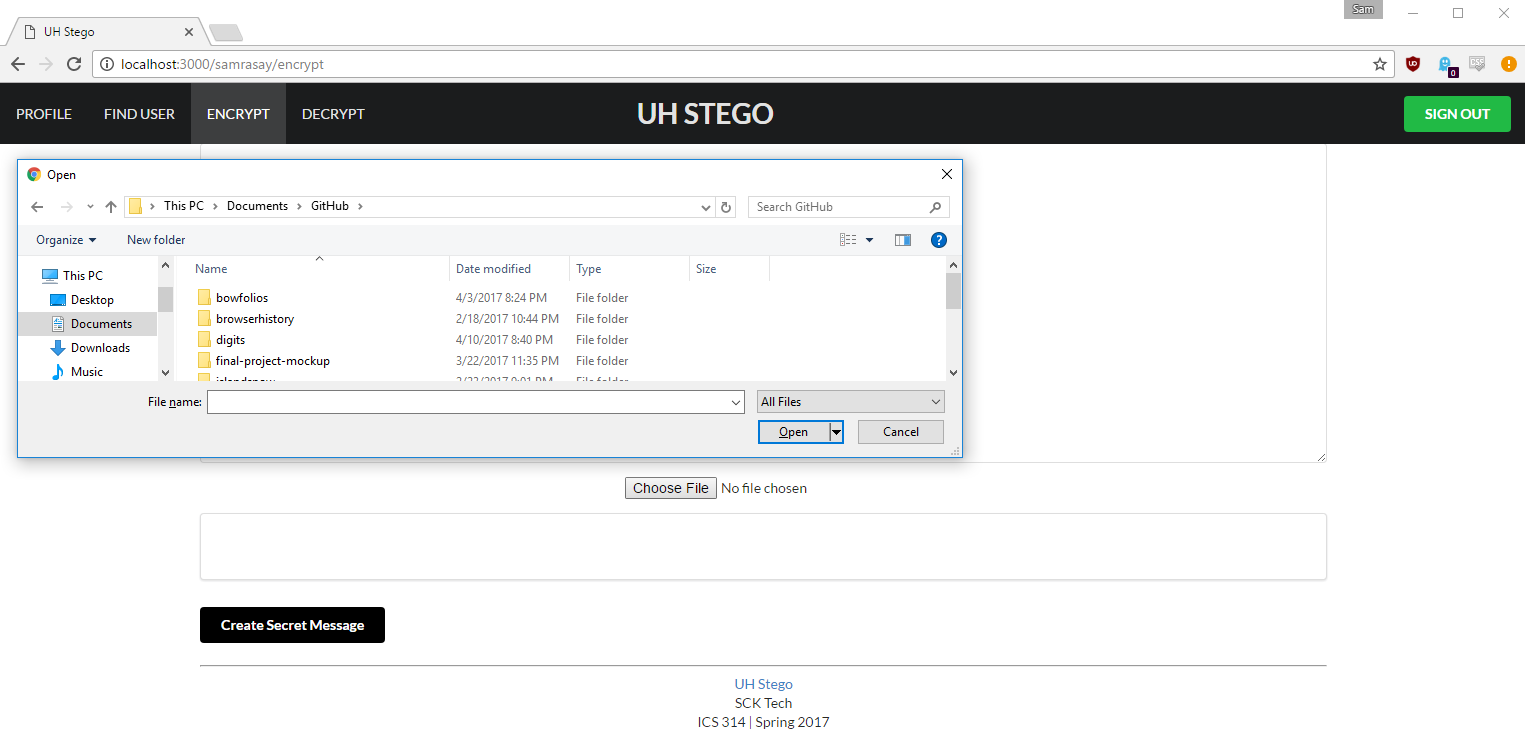 Sam
UH Stego
localhost:3000/samrasay/encrypt
0
PROFILE FIND USER ENCRYPT DECRYPT UH STEGO SIGN OUT
Open
This PC > Documents > GitHub >
Search GitHub
Organize New folder
This PC
Desktop
Documents
Downloads
Music
Name Date modified Type Size
bowfolios 4/3/2017 8:24 PM File folder
browserhistory 2/18/2017 10:44 PM File folder
digits 4/10/2017 8:40 PM File folder
final-project-mockup 3/22/2017 11:35 PM File folder
File name:
All Files
Open Cancel
Choose File No file chosen
Create Secret Message
UH Stego
SCK Tech
ICS 314 | Spring 2017